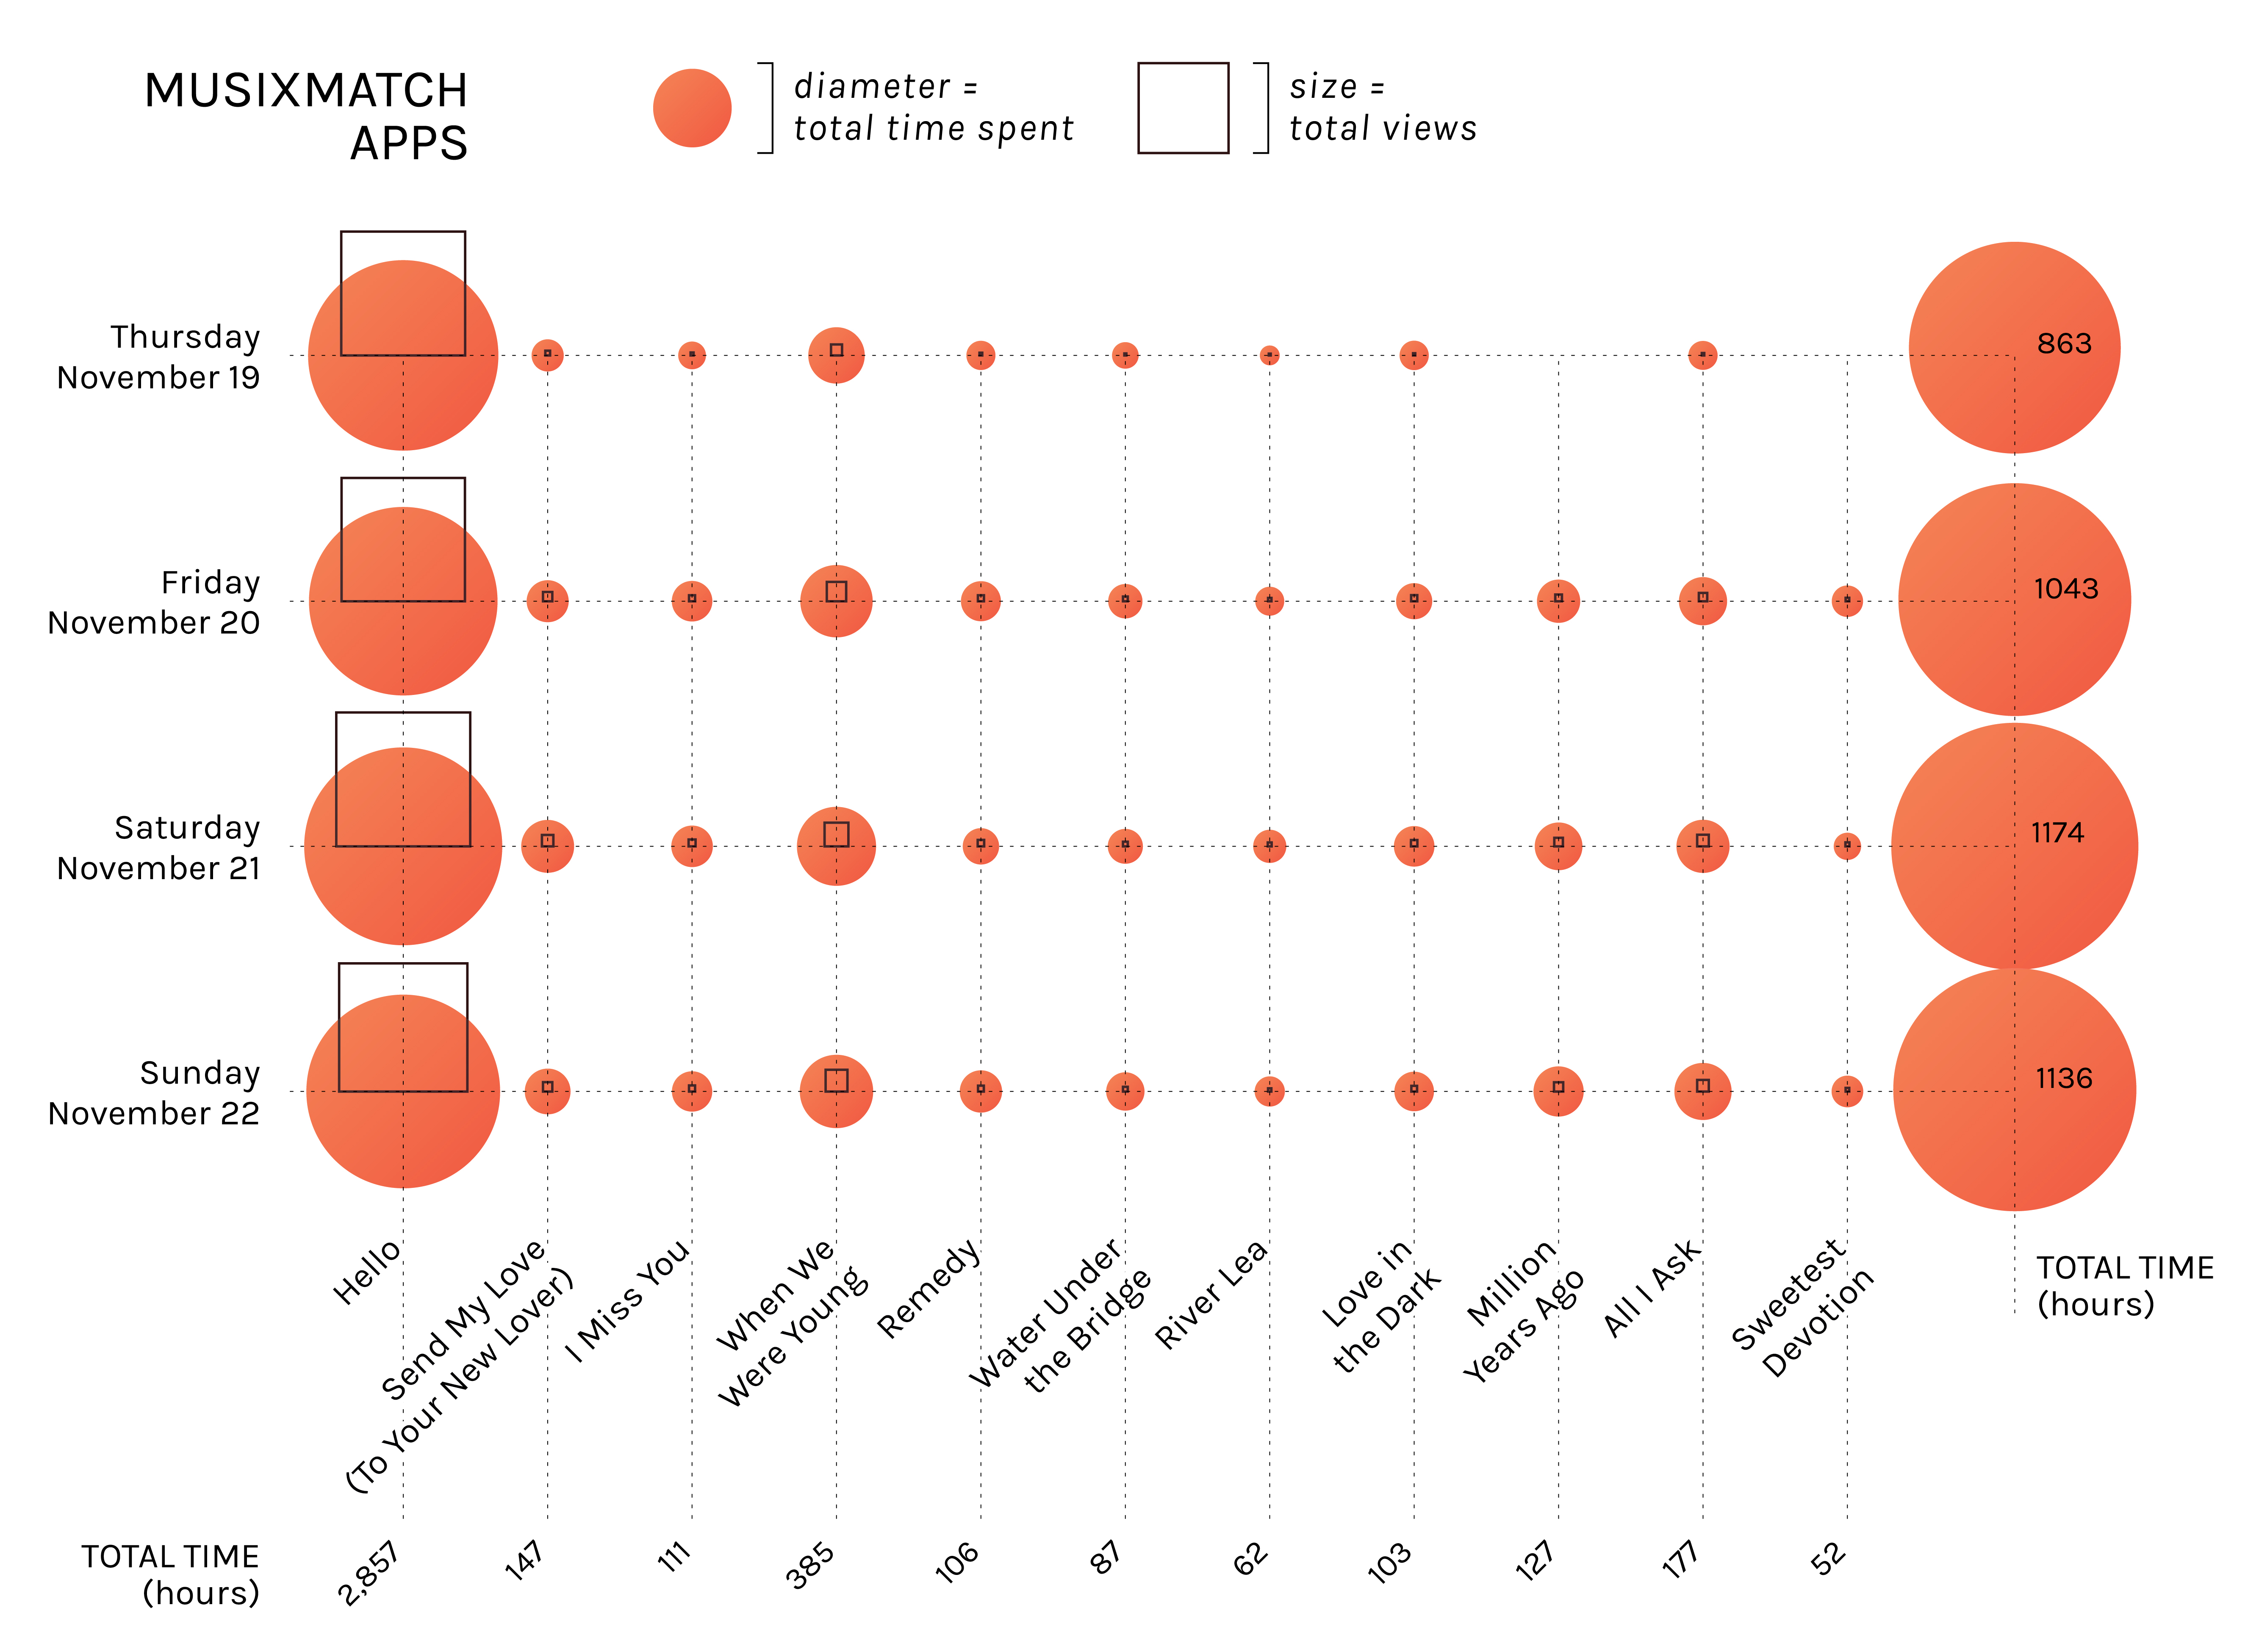 MUSIXMATCH
APPS
diameter =
total time spent
size =
total views
Thursday
November 19
863
Friday
November 20
1043
Saturday
November 21
1174
Sunday
November 22
1136
Hello
Send My Love
(To Your New Lover)
I Miss You
When We
Were Young
Remedy
Water Under
the Bridge
River Lea
Love in
the Dark
Million
Years Ago
All I Ask
Sweetest
Devotion
TOTAL TIME
(hours)
TOTAL TIME
(hours)
2,857
147
111
385
106
87
62
103
127
177
52